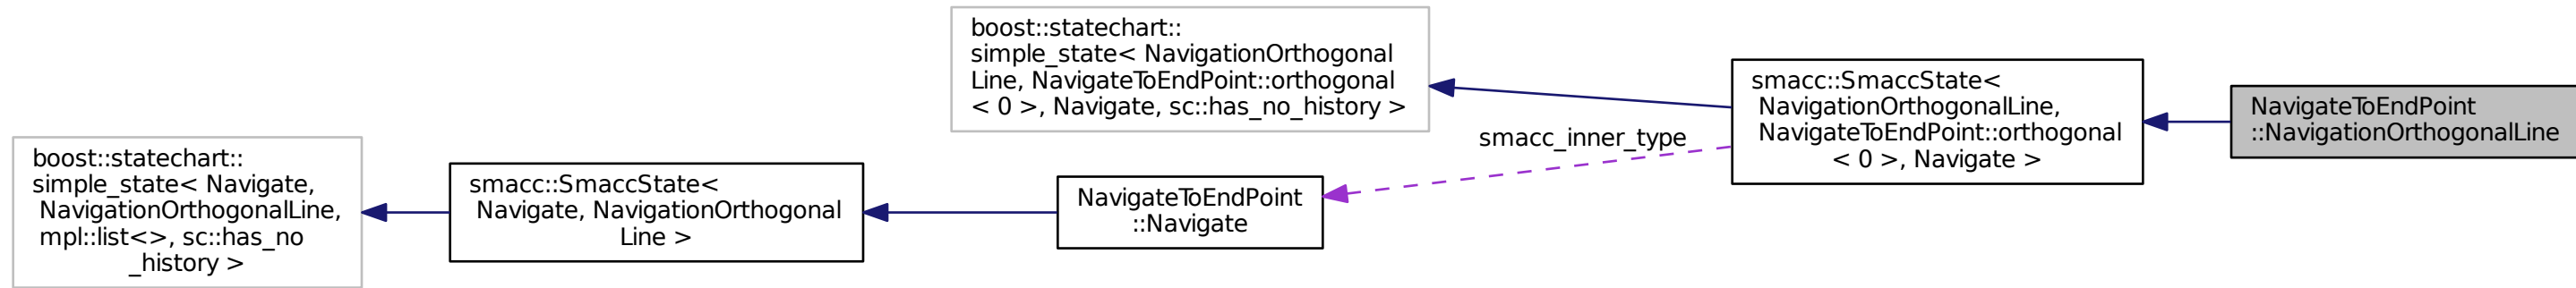 boost::statechart::
simple_state< NavigationOrthogonal
Line, NavigateToEndPoint::orthogonal
< 0 >, Navigate, sc::has_no_history >
smacc::SmaccState<
NavigationOrthogonalLine,
NavigateToEndPoint::orthogonal
< 0 >, Navigate >
NavigateToEndPoint
::NavigationOrthogonalLine
smacc_inner_type
boost::statechart::
simple_state< Navigate,
NavigationOrthogonalLine,
mpl::list<>, sc::has_no
_history >
smacc::SmaccState<
Navigate, NavigationOrthogonal
Line >
NavigateToEndPoint
::Navigate